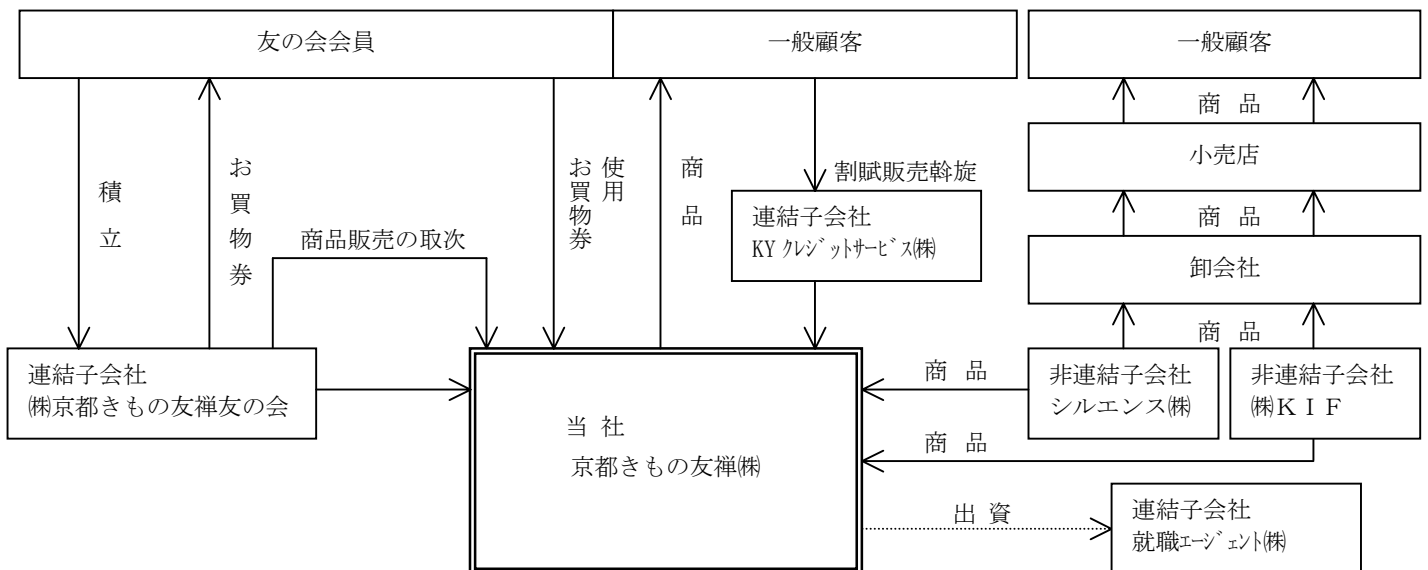 友の会会員
一般顧客
一般顧客
商品
小売店
積立
お買物券
お買物券
使用
商品
割賦販売斡旋
連結子会社
KYクレジットサービス㈱
商品
商品販売の取次
卸会社
商品
連結子会社
㈱京都きもの友禅友の会
当社
京都きもの友禅㈱
商品
非連結子会社
シルエンス㈱
非連結子会社
㈱KIF
商品
出資
連結子会社
就職エージェント㈱